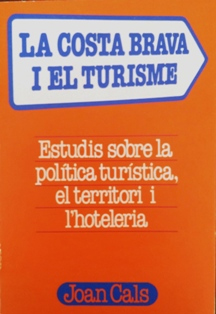 LA COSTA BRAVA
I EL TURISME
Estudis sobre la
política turística,
el territori i
l'hoteleria
Joan Cals